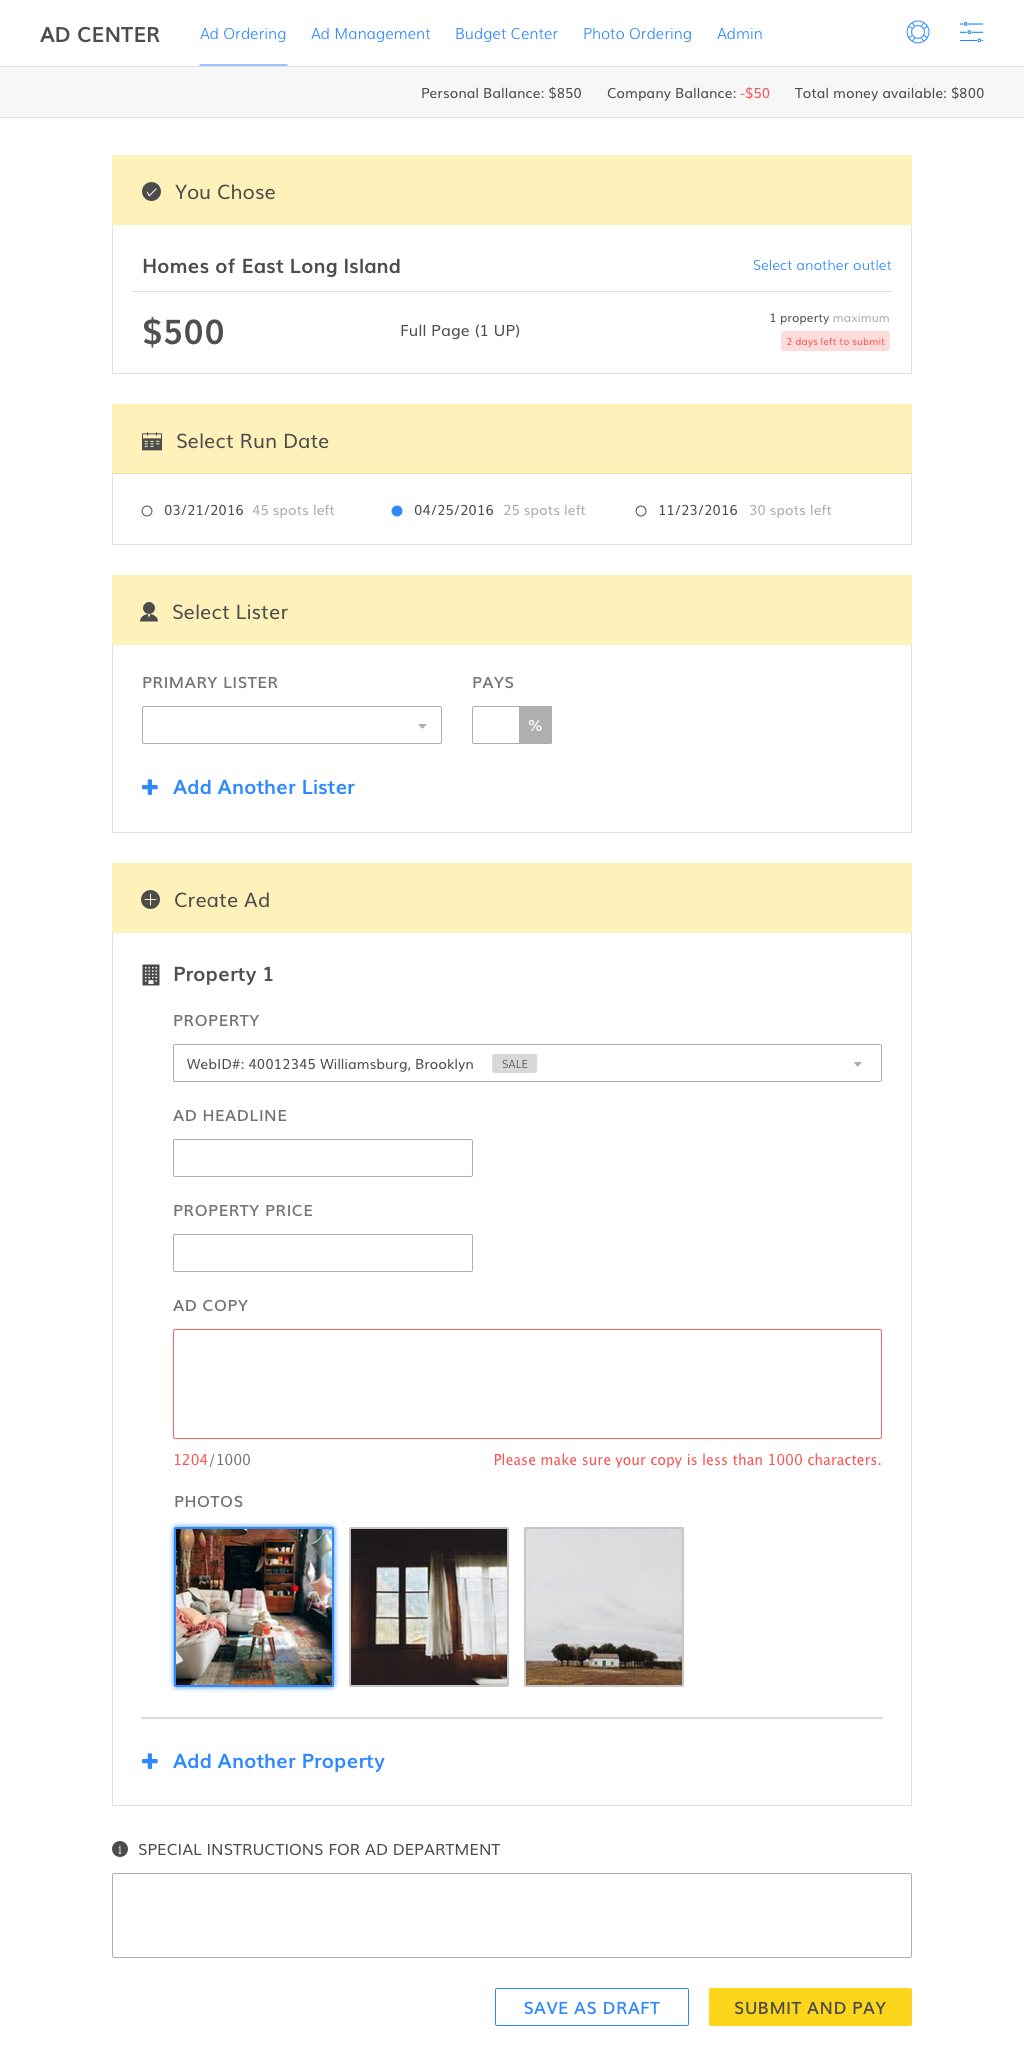 AD CENTER Ad Ordering Ad Management Budget Center Photo Ordering Admin
Personal Ballance: $850 Company Ballance: -$50 Total money available: $800
You Chose
Homes of East Long Island Select another outlet
$500 Full Page (1 UP) 1 property maximum
2 days left to submit
Select Run Date
03/21/2016 45 spots left 04/25/2016 25 spots left 11/23/2016 30 spots left
Select Lister
PRIMARY LISTER PAYS
%
Add Another Lister
Create Ad
Property 1
PROPERTY
WebID#: 40012345 Williamsburg, Brooklyn SALE
AD HEADLINE
PROPERTY PRICE
AD COPY
1204/1000 Please make sure your copy is less than 1000 characters.
PHOTOS
Add Another Property
SPECIAL INSTRUCTIONS FOR AD DEPARTMENT
SAVE AS DRAFT SUBMIT AND PAY